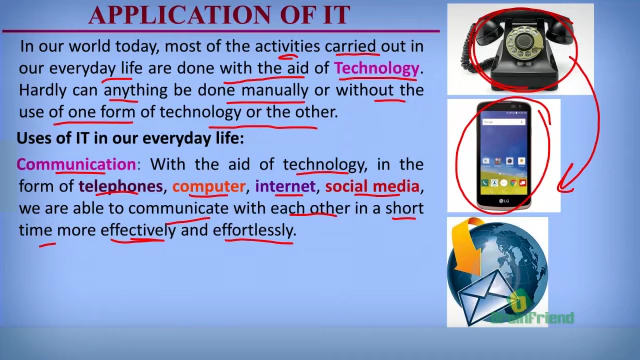 APPLICATION OF IT
In our world today, most of the activities carried out in
our everyday life are done with the aid of Technology.
Hardly can anything be done manually or without the
use of one form of technology or the other.
Uses of IT in our everyday life:
Communication: With the aid of technology, in the
form of telephones, computer, internet, social media,
we are able to communicate with each other in a short
time more effectively and effortlessly.
LG